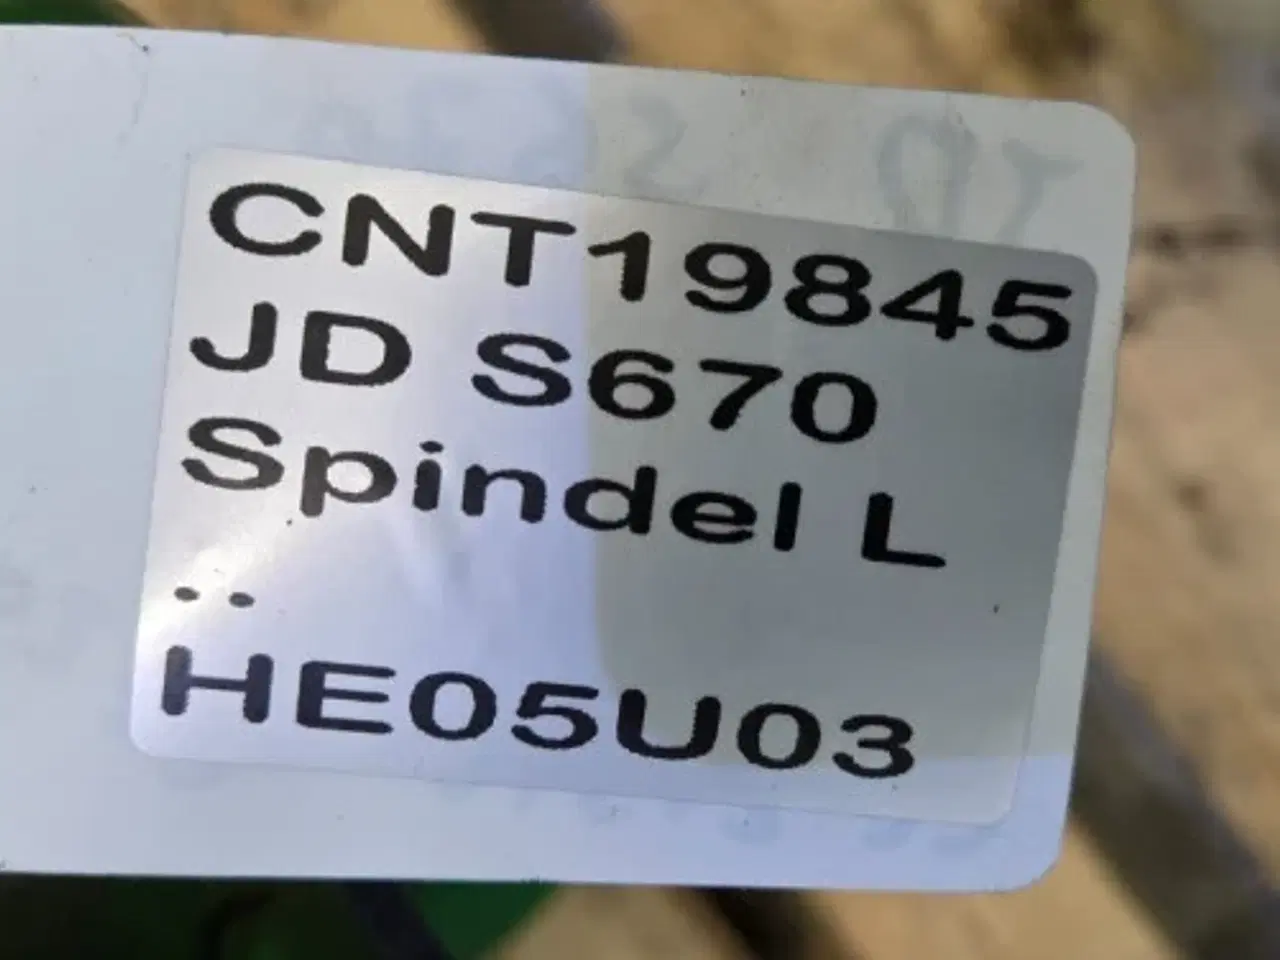 CNT19845
JD S670
Spindel L
..
HE05U03